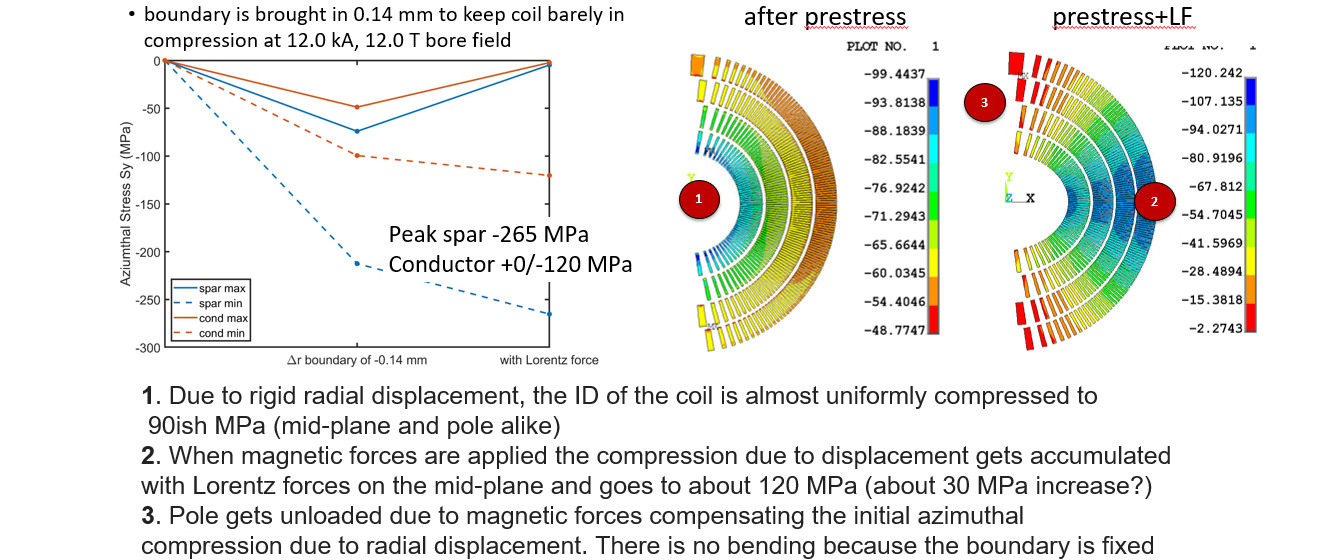 • boundary is brought in 0.14 mm to keep coil barely in
compression at 12.0 kA, 12.0 T bore field
after prestress
prestress+LF
0
-50
-100
-150
-200
-250
-300
Aziumthal Stress Sy (MPa)
Peak spar -265 MPa
Conductor +0/-120 MPa
spar max
spar min
cond max
cond min
Δr boundary of -0.14 mm
with Lorentz force
PLOT NO. 1
-99.4437
-93.8138
-88.1839
-82.5541
-76.9242
-71.2943
-65.6644
-60.0345
-54.4046
-48.7747
1
Y
MX
3
2
Y
Z X
-120.242
-107.135
-94.0271
-80.9196
-67.812
-54.7045
-41.5969
-28.4894
-15.3818
-2.2743
1. Due to rigid radial displacement, the ID of the coil is almost uniformly compressed to
90ish MPa (mid-plane and pole alike)
2. When magnetic forces are applied the compression due to displacement gets accumulated
with Lorentz forces on the mid-plane and goes to about 120 MPa (about 30 MPa increase?)
3. Pole gets unloaded due to magnetic forces compensating the initial azimuthal
compression due to radial displacement. There is no bending because the boundary is fixed